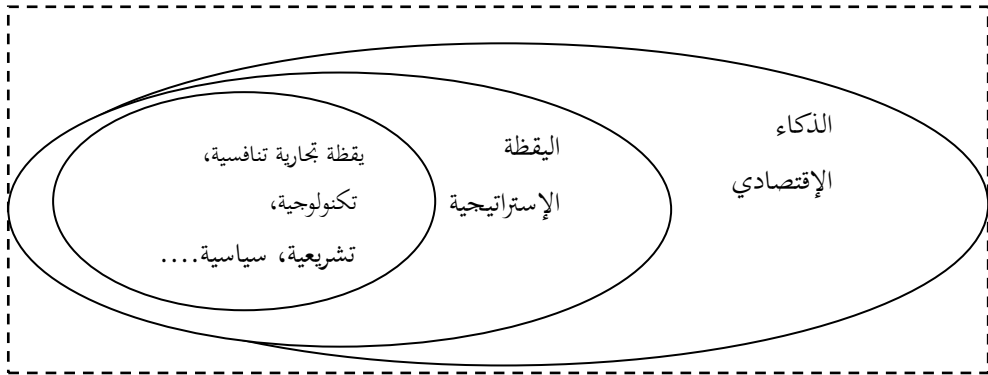 الذكاء
الإقتصادي
اليقظة
الإستراتيجية
يقظة تجارية تنافسية،
تكنولوجية،
تشريعية، سياسية....